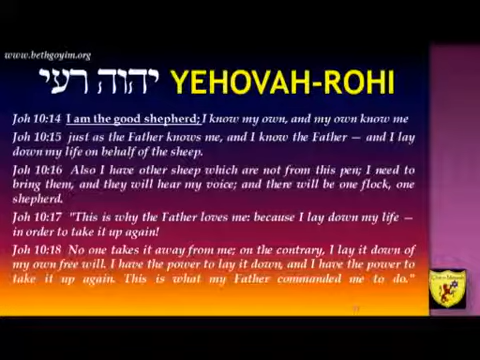 www.bethgoyim.org
יהוה רעי YEHOVAH-ROHI
Joh 10:14 I am the good shepherd; I know my own, and my own know me
Joh 10:15 just as the Father knows me, and I know the Father — and I lay
down my life on behalf of the sheep.
Joh 10:16 Also I have other sheep which are not from this pen; I need to
bring them, and they will hear my voice; and there will be one flock, one
shepherd.
Joh 10:17 "This is why the Father loves me: because I lay down my life —
in order to take it up again!
Joh 10:18 No one takes it away from me; on the contrary, I lay it down of
my own free will. I have the power to lay it down, and I have the power to
take it up again. This is what my Father commanded me to do."